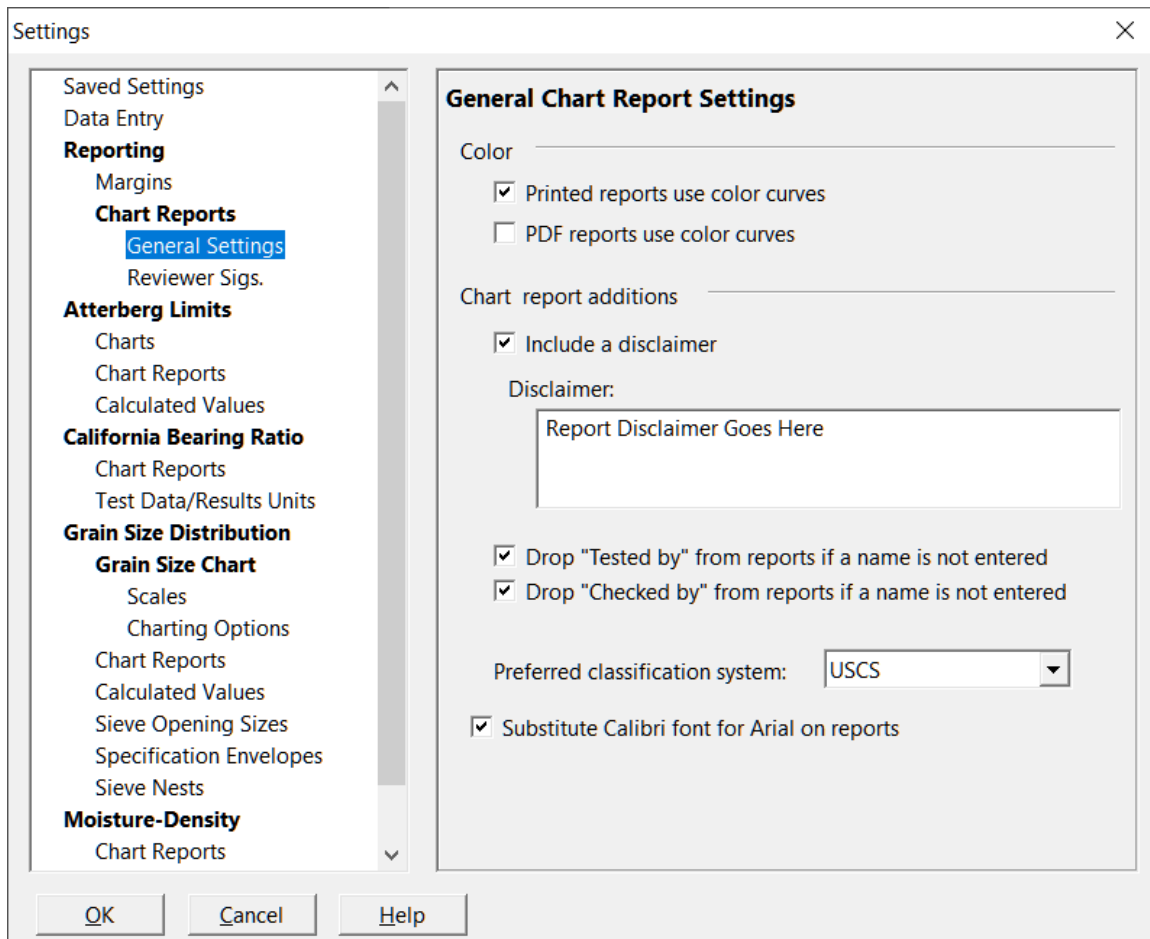 Settings
Saved Settings
Data Entry
Reporting
Margins
Chart Reports
General Settings
Reviewer Sigs.
Atterberg Limits
Charts
Chart Reports
Calculated Values
California Bearing Ratio
Chart Reports
Test Data/Results Units
Grain Size Distribution
Grain Size Chart
Scales
Charting Options
Chart Reports
Calculated Values
Sieve Opening Sizes
Specification Envelopes
Sieve Nests
Moisture-Density
Chart Reports
General Chart Report Settings
Color
Printed reports use color curves
PDF reports use color curves
Chart report additions
Include a disclaimer
Disclaimer:
Report Disclaimer Goes Here
Drop "Tested by" from reports if a name is not entered
Drop "Checked by" from reports if a name is not entered
Preferred classification system: USCS
Substitute Calibri font for Arial on reports
OK Cancel Help